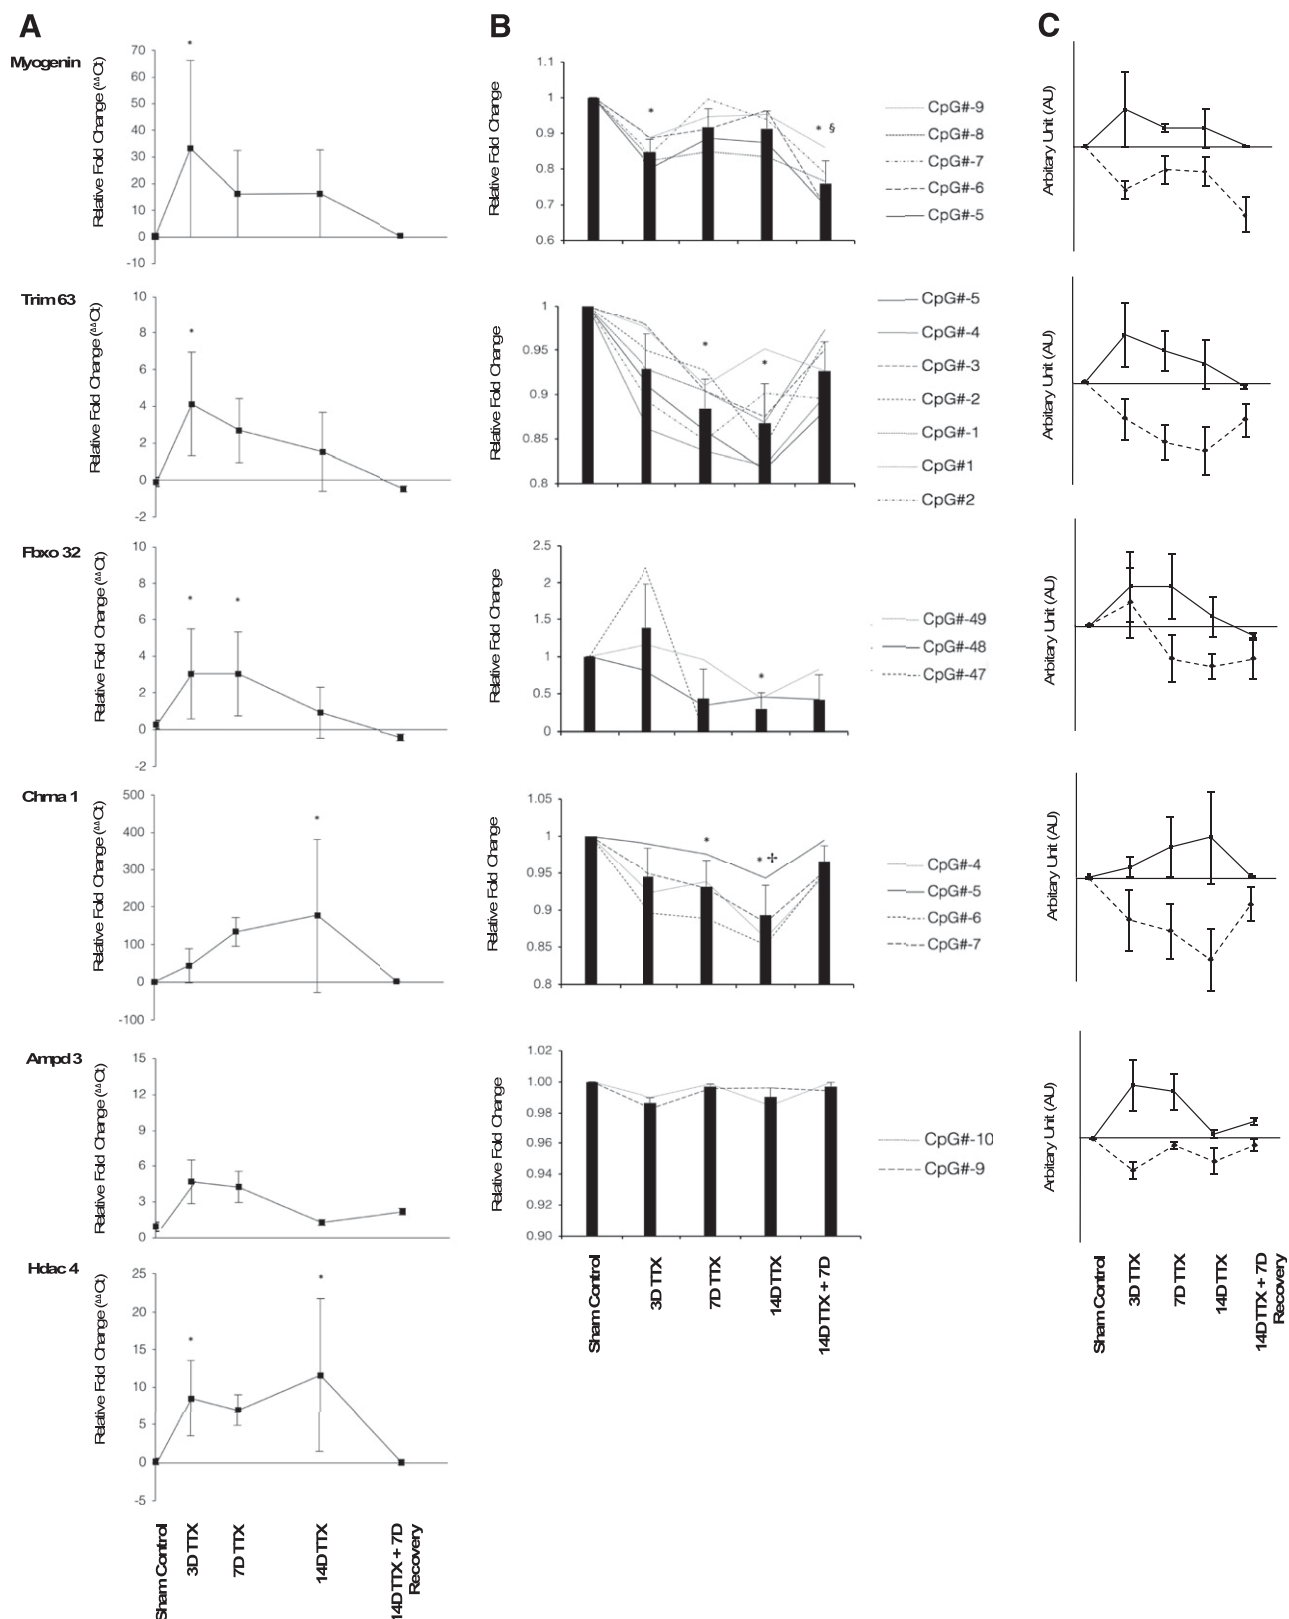 A
B
C
Myogenin
Relative Fold Change (ΔΔCt)
70
60
50
40
30
20
10
0
-10
*
Relative Fold Change
1.1
1
0.9
0.8
0.7
0.6
*
* §
CpG#-9
CpG#-8
CpG#-7
CpG#-6
CpG#-5
Arbitary Unit (AU)
Trim 63
Relative Fold Change (ΔΔCt)
10
8
6
4
2
0
-2
*
Relative Fold Change
1
0.95
0.9
0.85
0.8
*
*
CpG#-5
CpG#-4
CpG#-3
CpG#-2
CpG#-1
CpG#1
CpG#2
Arbitary Unit (AU)
Fbxo 32
Relative Fold Change (ΔΔCt)
10
8
6
4
2
0
-2
*
*
Relative Fold Change
2.5
2
1.5
1
0.5
0
*
CpG#-49
CpG#-48
CpG#-47
Arbitary Unit (AU)
Chrna 1
Relative Fold Change (ΔΔCt)
500
400
300
200
100
0
-100
*
Relative Fold Change
1.05
1
0.95
0.9
0.85
0.8
*
* ‡
CpG#-4
CpG#-5
CpG#-6
CpG#-7
Arbitary Unit (AU)
Ampd 3
Relative Fold Change (ΔΔCt)
15
12
9
6
3
0
Relative Fold Change
1.02
1.00
0.98
0.96
0.94
0.92
0.90
CpG#-10
CpG#-9
Sham Control
3D TTX
7D TTX
14D TTX
14D TTX + 7D
Arbitary Unit (AU)
Sham Control
3D TTX
7D TTX
14D TTX
14D TTX + 7D
Recovery
Hdac 4
Relative Fold Change (ΔΔCt)
25
20
15
10
5
0
-5
*
*
Sham Control
3D TTX
7D TTX
14D TTX
14D TTX + 7D
Recovery